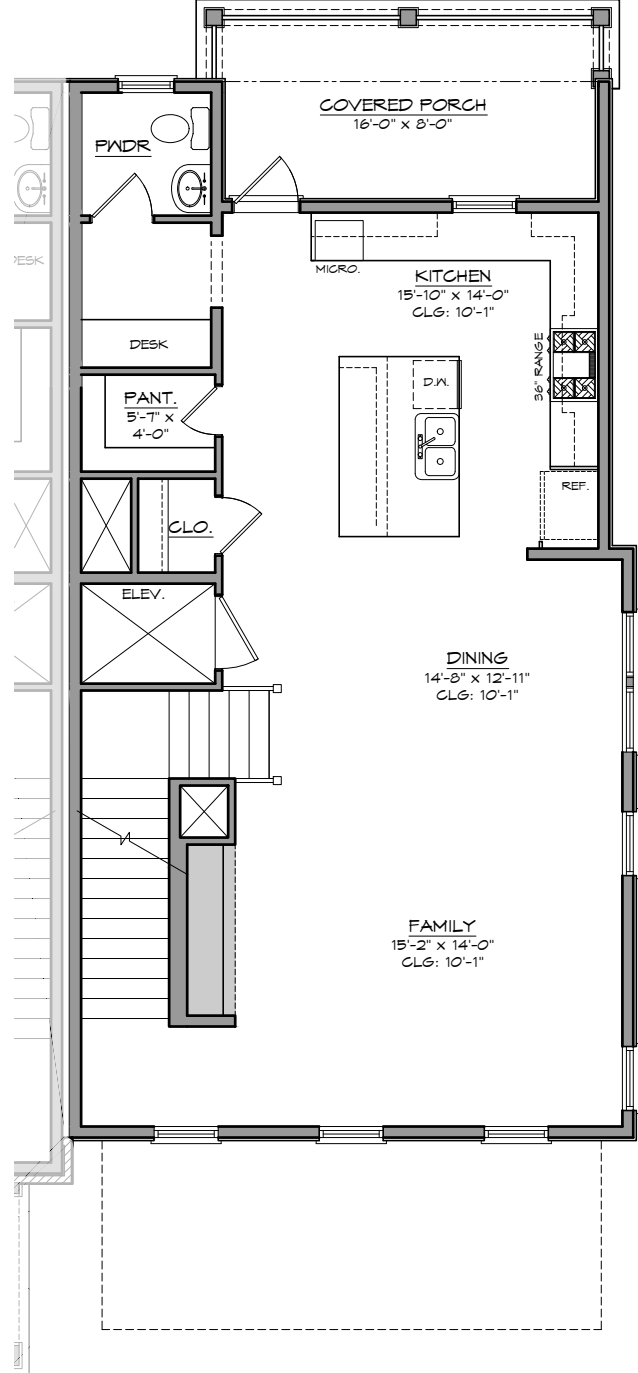 COVERED PORCH
16'-0" x 8'-0"
PWDR
DESK
MICRO.
KITCHEN
15'-10" x 14'-0"
CLG: 10'-1"
DESK
36" RANGE
D.W.
PANT.
5'-7" x
4'-0"
REF.
CLO.
ELEV.
DINING
14'-8" x 12'-11"
CLG: 10'-1"
FAMILY
15'-2" x 14'-0"
CLG: 10'-1"